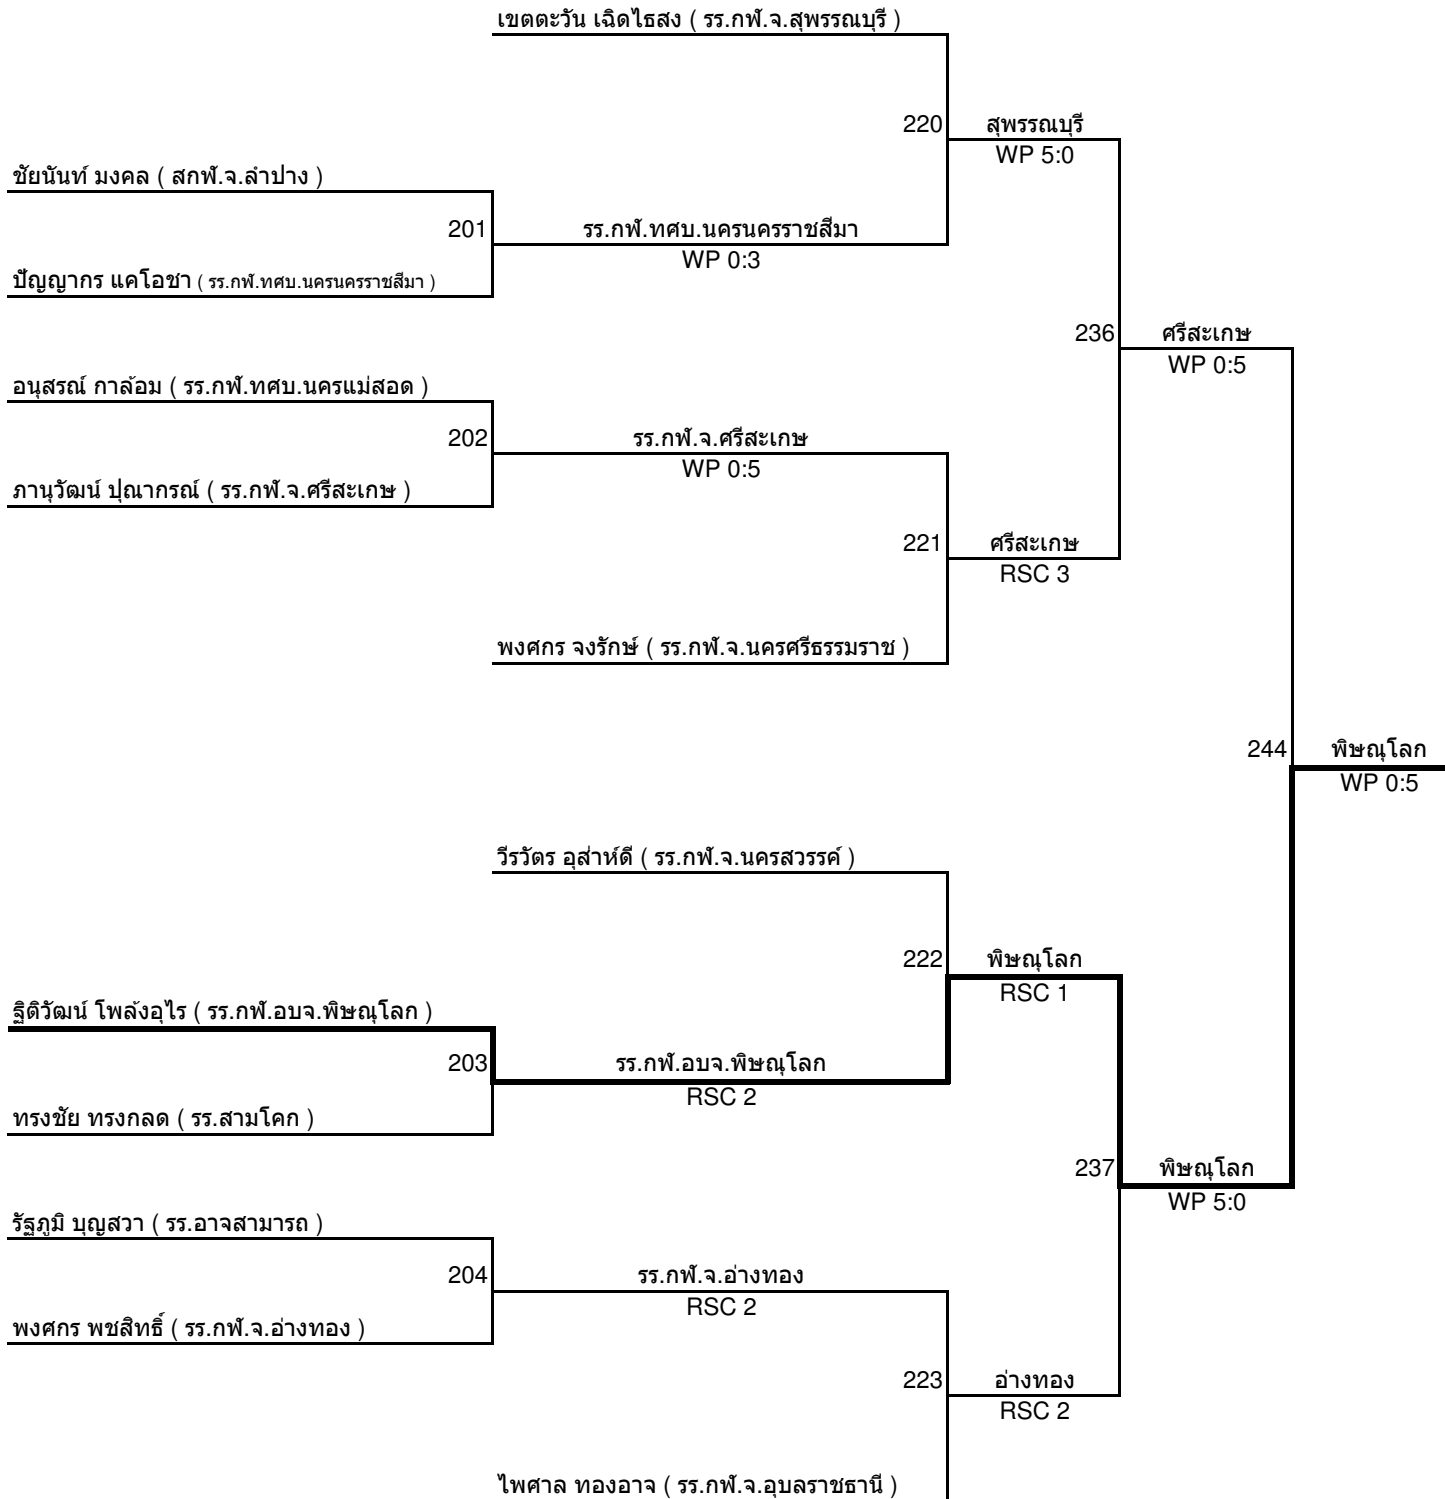 เขตตะวัน เฉิดไธสง ( รร.กฬ.จ.สุพรรณบุรี )
220
สุพรรณบุรี
WP 5:0
ชัยนันท์ มงคล ( สกฬ.จ.ลำปาง )
201
รร.กฬ.ทศบ.นครนครราชสีมา
WP 0:3
ปัญญากร แคโอชา ( รร.กฬ.ทศบ.นครนครราชสีมา )
236
ศรีสะเกษ
WP 0:5
อนุสรณ์ กาล้อม ( รร.กฬ.ทศบ.นครแม่สอด )
202
รร.กฬ.จ.ศรีสะเกษ
WP 0:5
ภานุวัฒน์ ปุณากรณ์ ( รร.กฬ.จ.ศรีสะเกษ )
221
ศรีสะเกษ
RSC 3
พงศกร จงรักษ์ ( รร.กฬ.จ.นครศรีธรรมราช )
244
พิษณุโลก
WP 0:5
วีรวัตร อุส่าห์ดี ( รร.กฬ.จ.นครสวรรค์ )
222
พิษณุโลก
RSC 1
ฐิติวัฒน์ โพล้งอุไร ( รร.กฬ.อบจ.พิษณุโลก )
203
รร.กฬ.อบจ.พิษณุโลก
RSC 2
ทรงชัย ทรงกลด ( รร.สามโคก )
237
พิษณุโลก
WP 5:0
รัฐภูมิ บุญสวา ( รร.อาจสามารถ )
204
รร.กฬ.จ.อ่างทอง
RSC 2
พงศกร พชสิทธิ์ ( รร.กฬ.จ.อ่างทอง )
223
อ่างทอง
RSC 2
ไพศาล ทองอาจ ( รร.กฬ.จ.อุบลราชธานี )